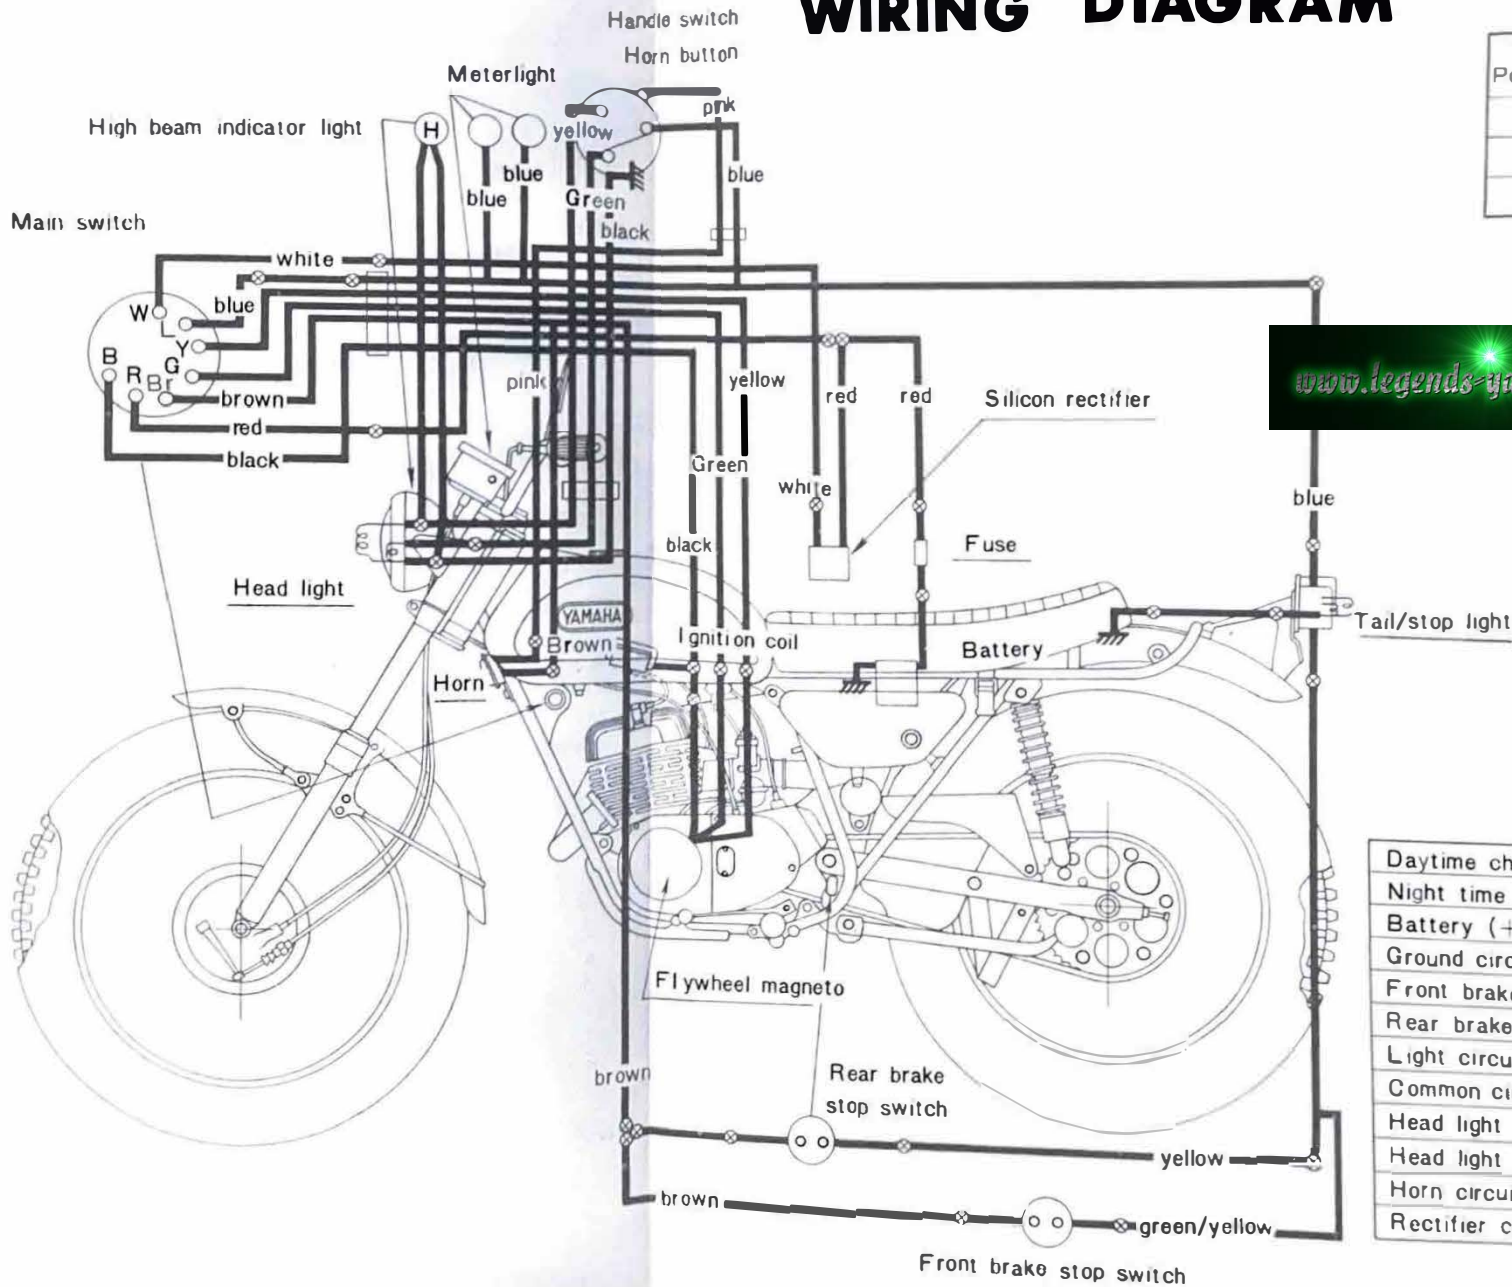 WIRING DIAGRAM
Handle switch
Horn button
Meterlight
High beam indicator light
H
yellow
pink
blue
blue
blue
Green
black
Main switch
white
W
L
blue
Y
B
G
R
Br
brown
red
black
pink
yellow
red
red
Silicon rectifier
Green
white
black
Fuse
blue
Head light
YAMAHA
Brown
Ignition coil
Battery
Tail/stop light
Horn
Flywheel magneto
brown
Rear brake
stop switch
yellow
brown
green/yellow
Front brake stop switch
Daytime ch
Night time
Battery (+
Ground circ
Front brake
Rear brake
Light circu
Common ci
Head light
Head light
Horn circui
Rectifier c